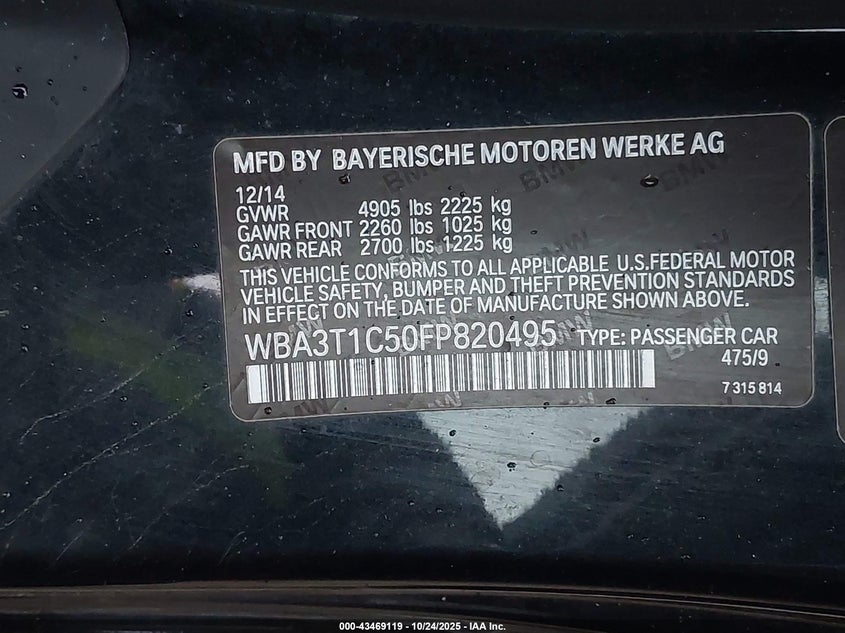 MFD BY BAYERISCHE MOTOREN WERKE AG
12/14
GVWR 4905 lbs 2225 kg
GAWR FRONT 2260 lbs 1025 kg
GAWR REAR 2700 lbs 1225 kg
THIS VEHICLE CONFORMS TO ALL APPLICABLE U.S.FEDERAL MOTOR
VEHICLE SAFETY, BUMPER AND THEFT PREVENTION STANDARDS
IN EFFECT ON THE DATE OF MANUFACTURE SHOWN ABOVE.
WBA3T1C50FP820495 TYPE: PASSENGER CAR
475/9
7 315 814
000-43469119 - 10/24/2025 - IAA Inc.